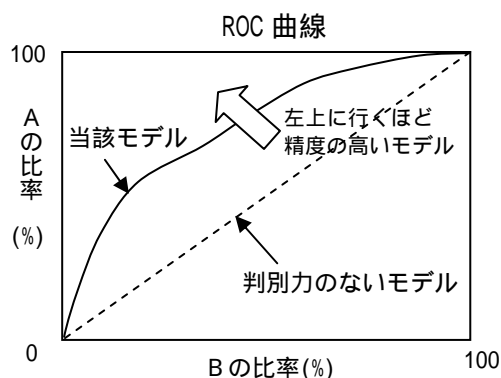 ROC 曲線
100
Aの比率
(%)
当該モデル
左上に行くほど
精度の高いモデル
判別力のないモデル
0
Bの比率(%)
100